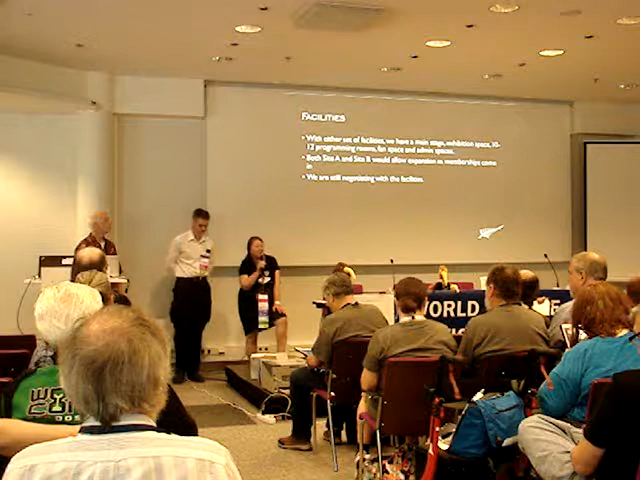 FACILITIES
• With either set of facilities, we have a main stage, exhibition space, 10-
12 programming rooms, fan space and admin spaces.
• Both Site A and Site B would allow expansion as memberships come
in
• We are still negotiating with the facilities.
WORLD